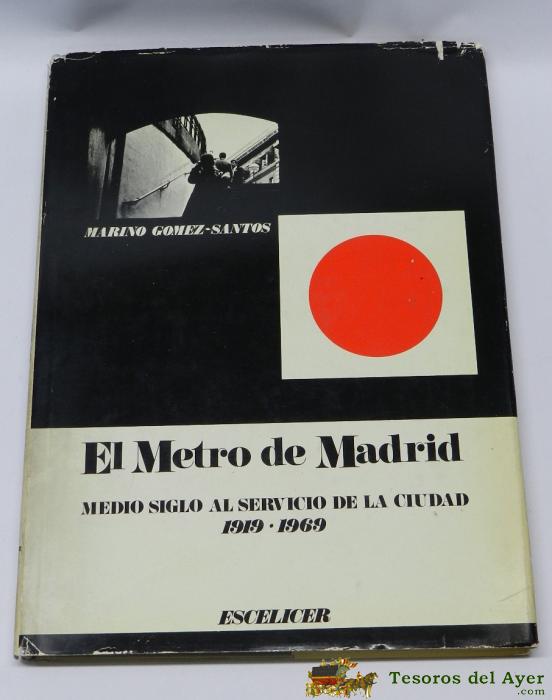 MARINO GOMEZ-SANTOS
El Metro de Madrid
MEDIO SIGLO AL SERVICIO DE LA CIUDAD
1919 · 1969
ESCELICER
Tesoros del Ayer
.com